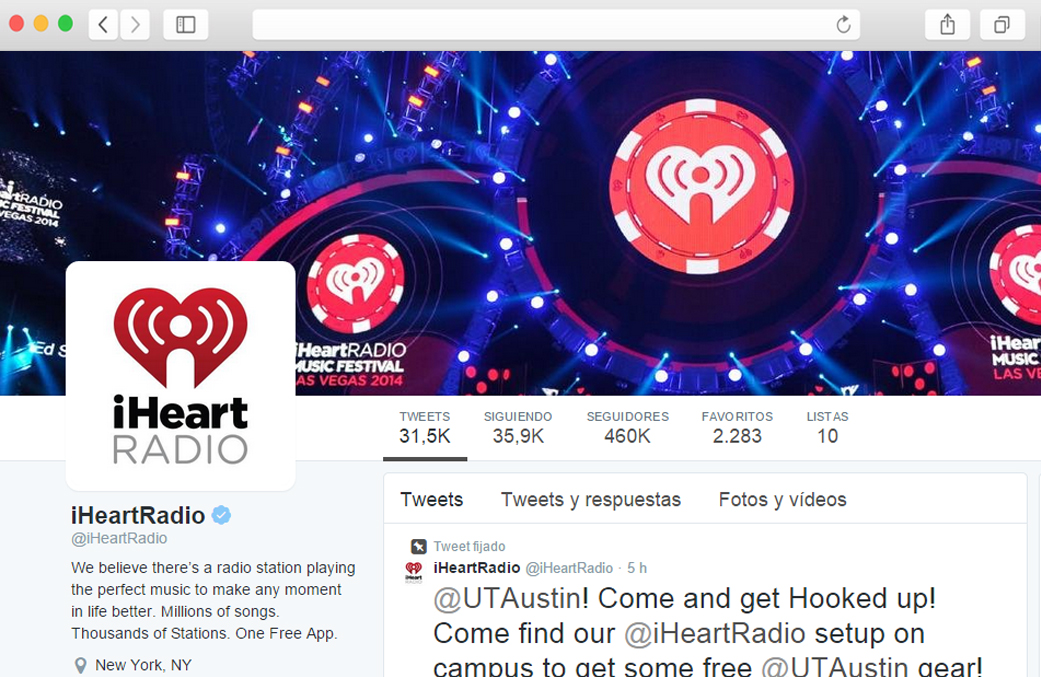 iHeartRADIO
MUSIC FESTIVAL
LAS VEGAS 2014
VEGAS 2014
Ed
iHeartRADIO
MUSIC FESTIVAL
LAS VEGAS 2014
iHeart
RADIO
TWEETS
31,5K
SIGUIENDO
35,9K
SEGUIDORES
460K
FAVORITOS
2.283
LISTAS
10
iHeartRadio
@iHeartRadio
We believe there's a radio station playing
the perfect music to make any moment
in life better. Millions of songs.
Thousands of Stations. One Free App.
New York, NY
Tweets Tweets y respuestas Fotos y vídeos
Tweet fijado
iHeartRadio @iHeartRadio · 5 h
@UTAustin! Come and get Hooked up!
Come find our @iHeartRadio setup on
campus to get some free @UTAustin gear!